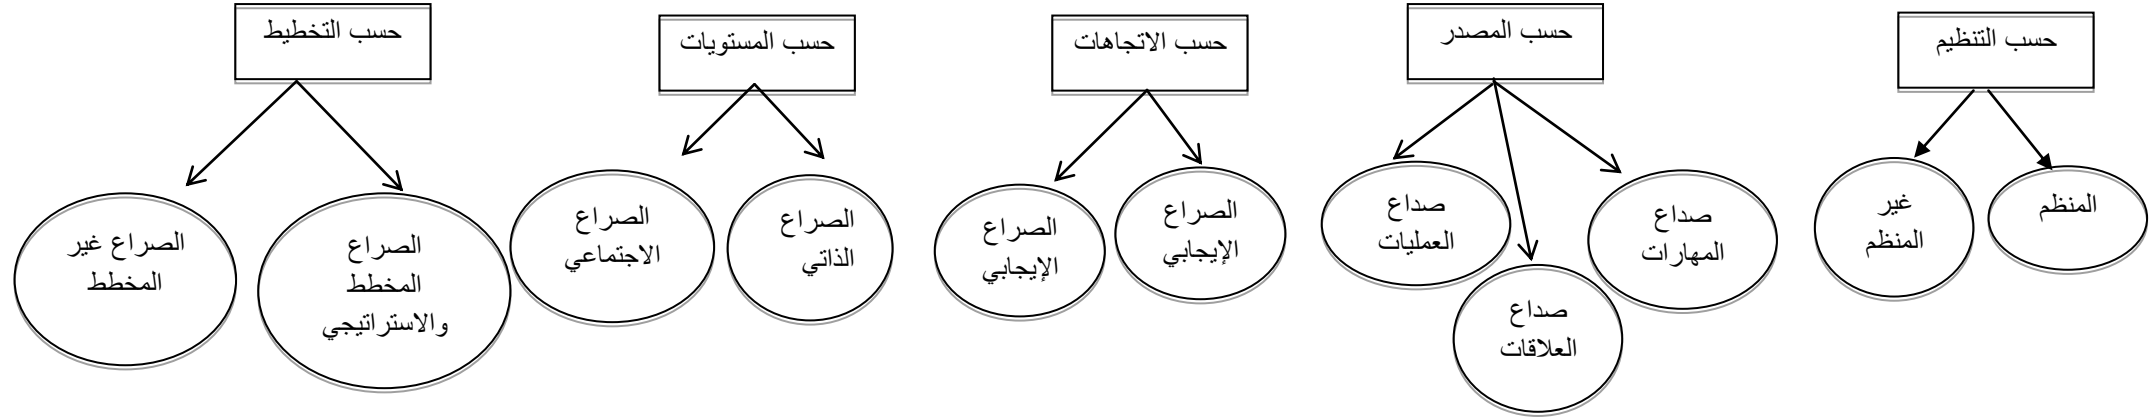 حسب التنظيم
حسب المصدر
حسب الاتجاهات
حسب المستويات
حسب التخطيط
المنظم
غير
المنظم
صداع
المهارات
صداع
العلاقات
صداع
العمليات
الصراع
الإيجابي
الصراع
الإيجابي
الصراع
الذاتي
الصراع
الاجتماعي
الصراع
المخطط
والاستراتيجي
الصراع غير
المخطط